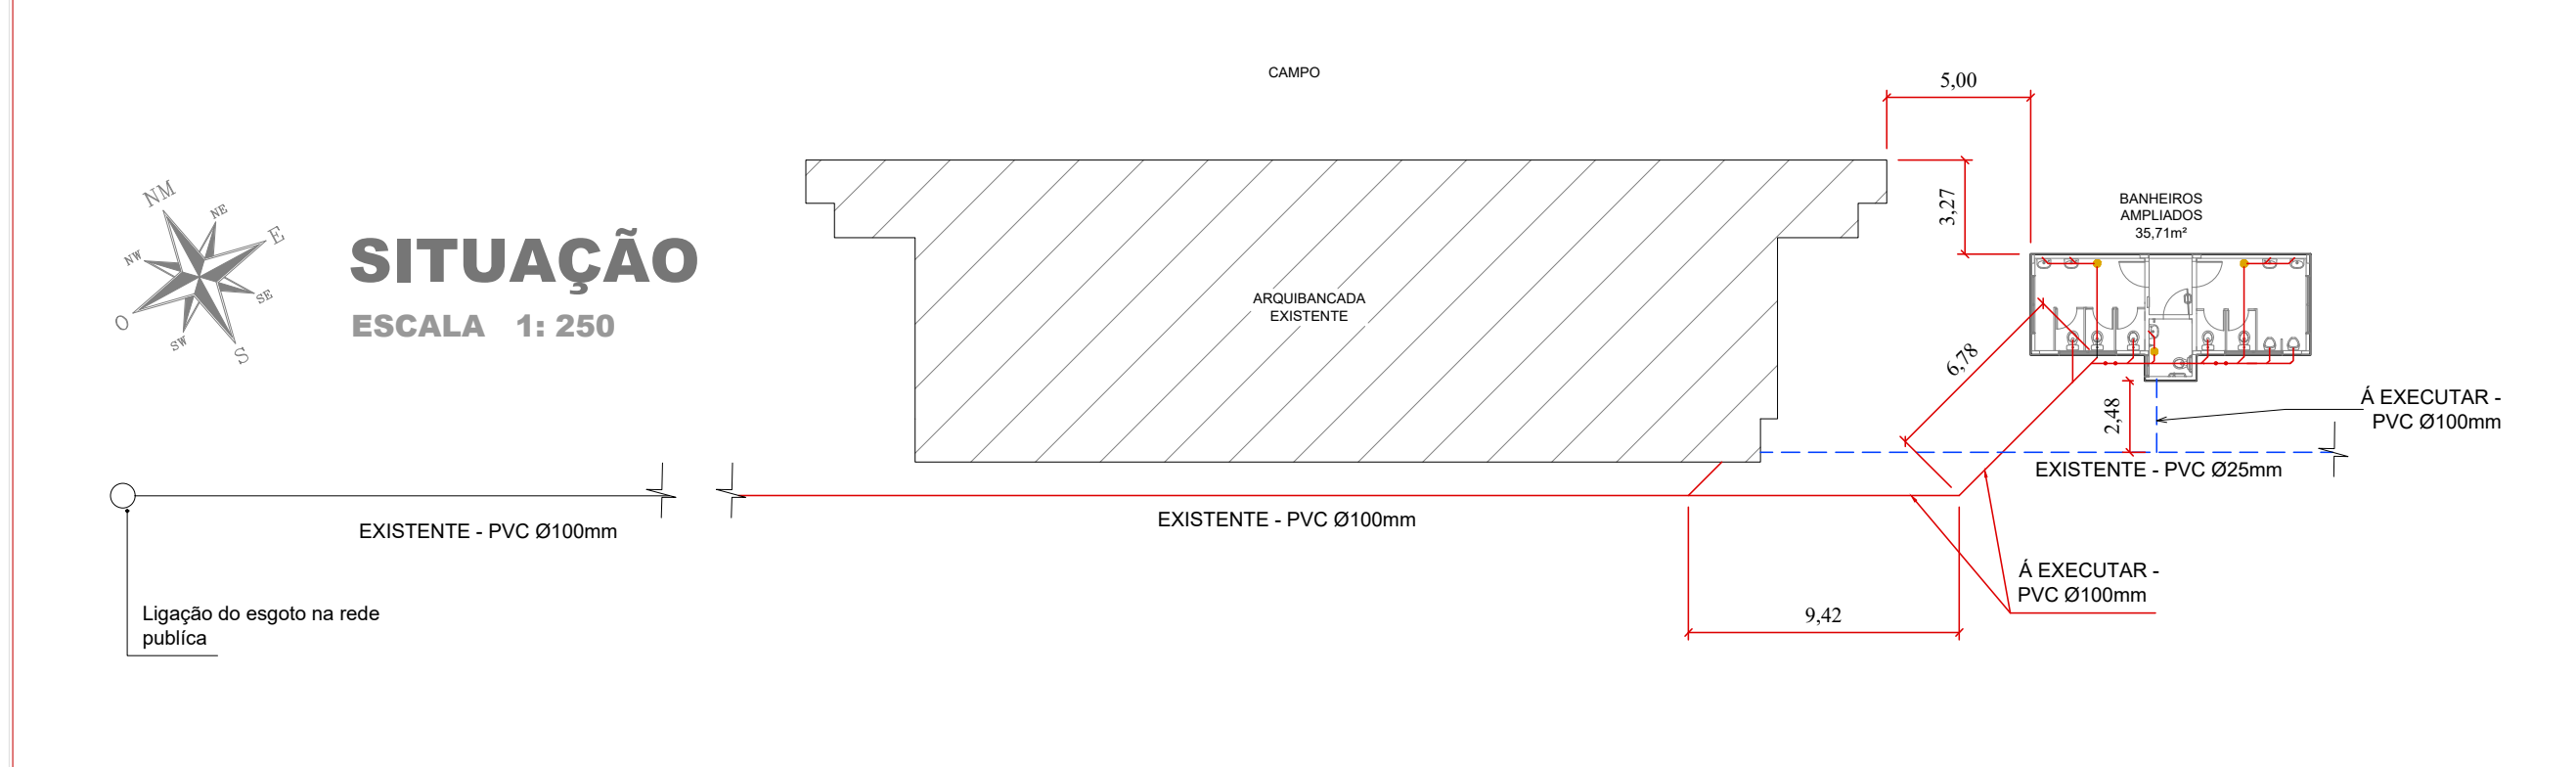 CAMPO
5,00
3,27
BANHEIROS
AMPLIADOS
35,71m²
NM
NE
E
NW
SE
O
SW
S
SITUAÇÃO
ESCALA 1: 250
ARQUIBANCADA
EXISTENTE
6,78
2,48
Á EXECUTAR -
PVC Ø100mm
EXISTENTE - PVC Ø25mm
EXISTENTE - PVC Ø100mm
EXISTENTE - PVC Ø100mm
Á EXECUTAR -
PVC Ø100mm
9,42
Ligação do esgoto na rede
publíca